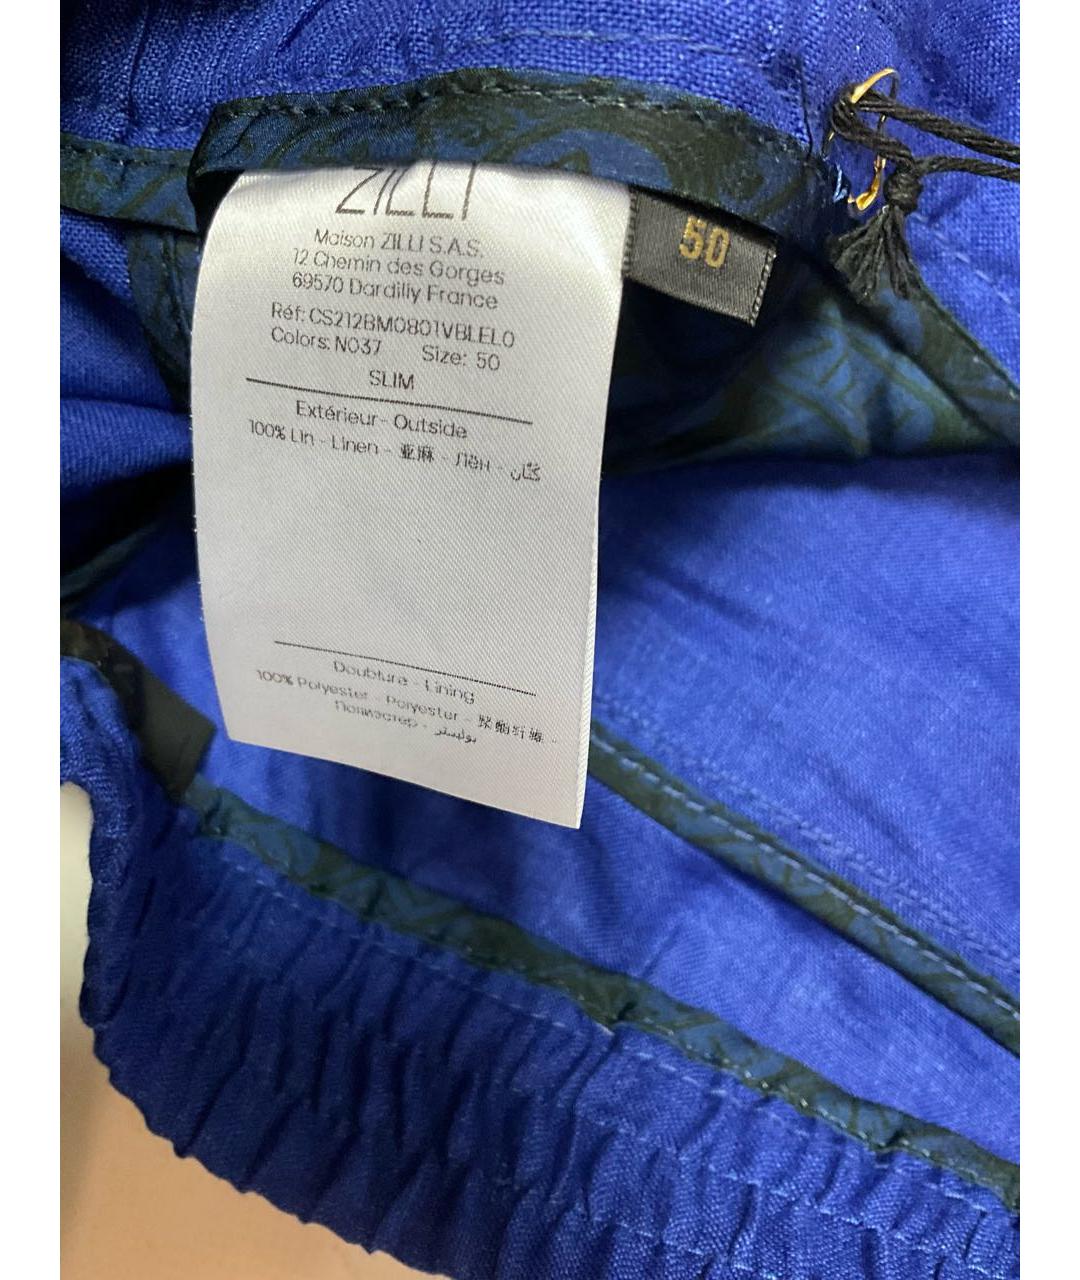 ZILLI
Maison ZILLI S.A.S.
12 Chemin des Gorges
69570 Dardilly France
Réf: CS212BM0801VBLEL0
Colors: N037 Size: 50
SLIM
Extérieur - Outside
100% Lin - Linen - 亚麻 - Лён - كتان
Doublure - Lining
100% Polyester - Polyester - 聚酯纤维 -
Полиэстер - بوليستر
50